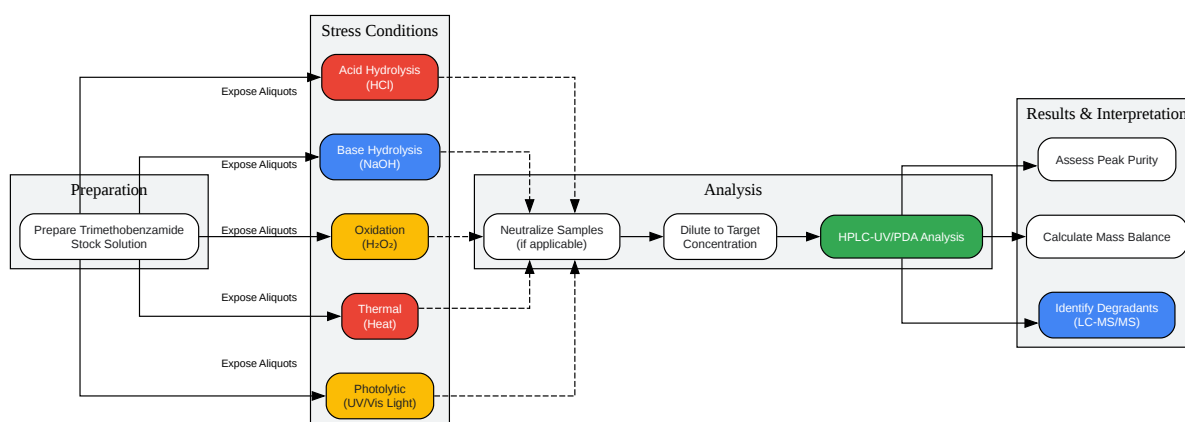 Stress Conditions
Acid Hydrolysis
(HCl)
Expose Aliquots
Base Hydrolysis
(NaOH)
Expose Aliquots
Preparation
Prepare Trimethobenzamide
Stock Solution
Expose Aliquots
Oxidation
(H₂O₂)
Expose Aliquots
Thermal
(Heat)
Expose Aliquots
Photolytic
(UV/Vis Light)
Analysis
Neutralize Samples
(if applicable)
Dilute to Target
Concentration
HPLC-UV/PDA Analysis
Results & Interpretation
Assess Peak Purity
Calculate Mass Balance
Identify Degradants
(LC-MS/MS)